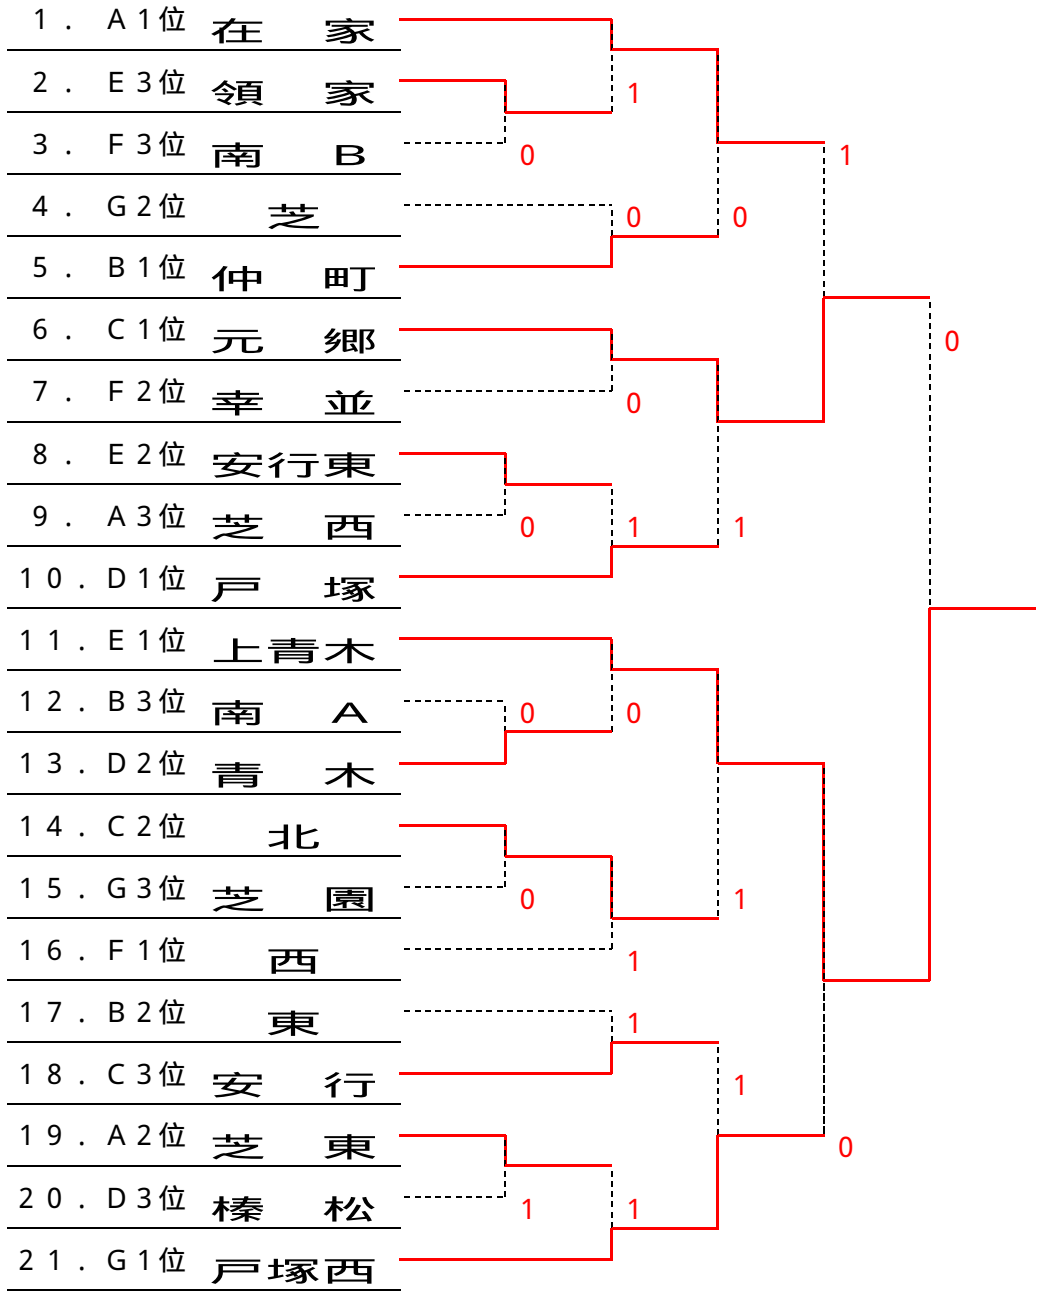 1. A1位 在家
2. E3位 領家
1
3. F3位 南B
0
1
4. G2位 芝
0
0
5. B1位 仲町
6. C1位 元郷
0
7. F2位 幸並
0
8. E2位 安行東
9. A3位 芝西
0
1
1
10. D1位 戸塚
11. E1位 上青木
12. B3位 南A
0
0
13. D2位 青木
14. C2位 北
15. G3位 芝園
0
1
16. F1位 西
1
17. B2位 東
1
18. C3位 安行
1
19. A2位 芝東
0
20. D3位 榛松
1
1
21. G1位 戸塚西